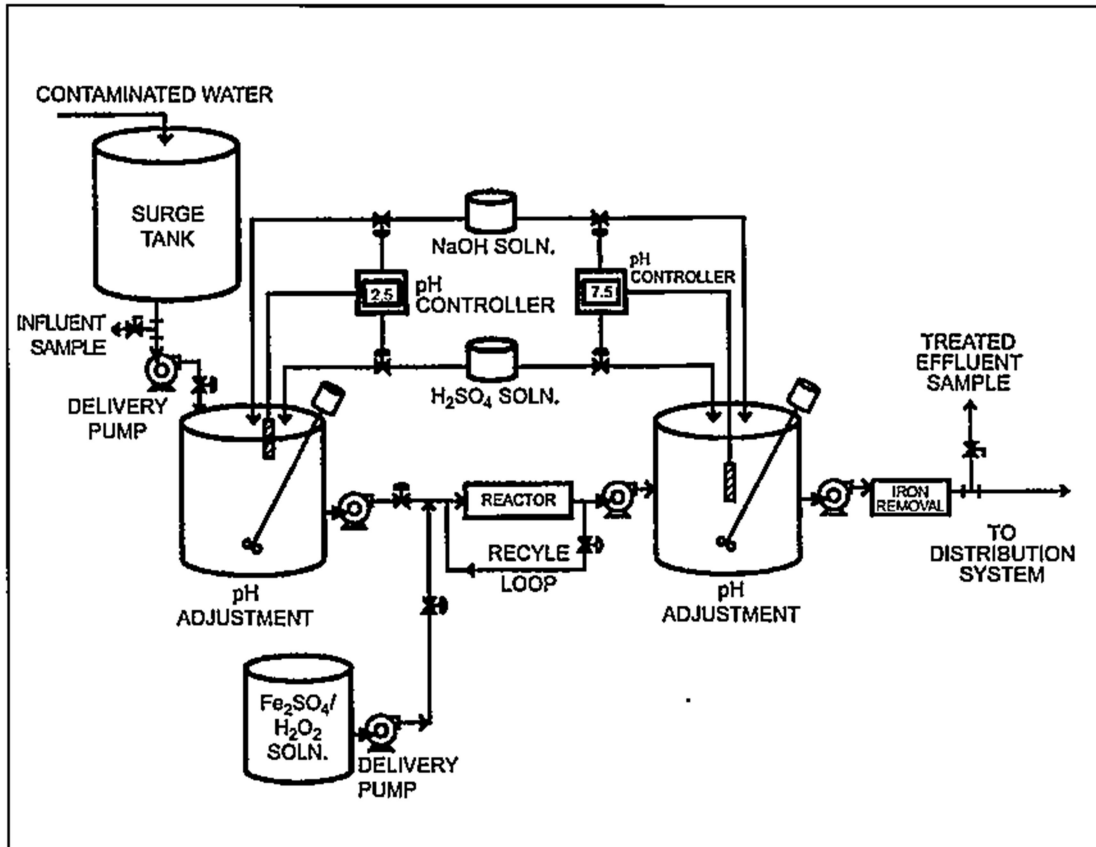 CONTAMINATED WATER
SURGE
TANK
INFLUENT
SAMPLE
DELIVERY
PUMP
NaOH SOLN.
2.5
pH
CONTROLLER
pH
CONTROLLER
7.5
H₂SO₄ SOLN.
TREATED
EFFLUENT
SAMPLE
REACTOR
RECYLE
LOOP
IRON
REMOVAL
TO
DISTRIBUTION
SYSTEM
pH
ADJUSTMENT
pH
ADJUSTMENT
Fe₂SO₄/
H₂O₂
SOLN.
DELIVERY
PUMP